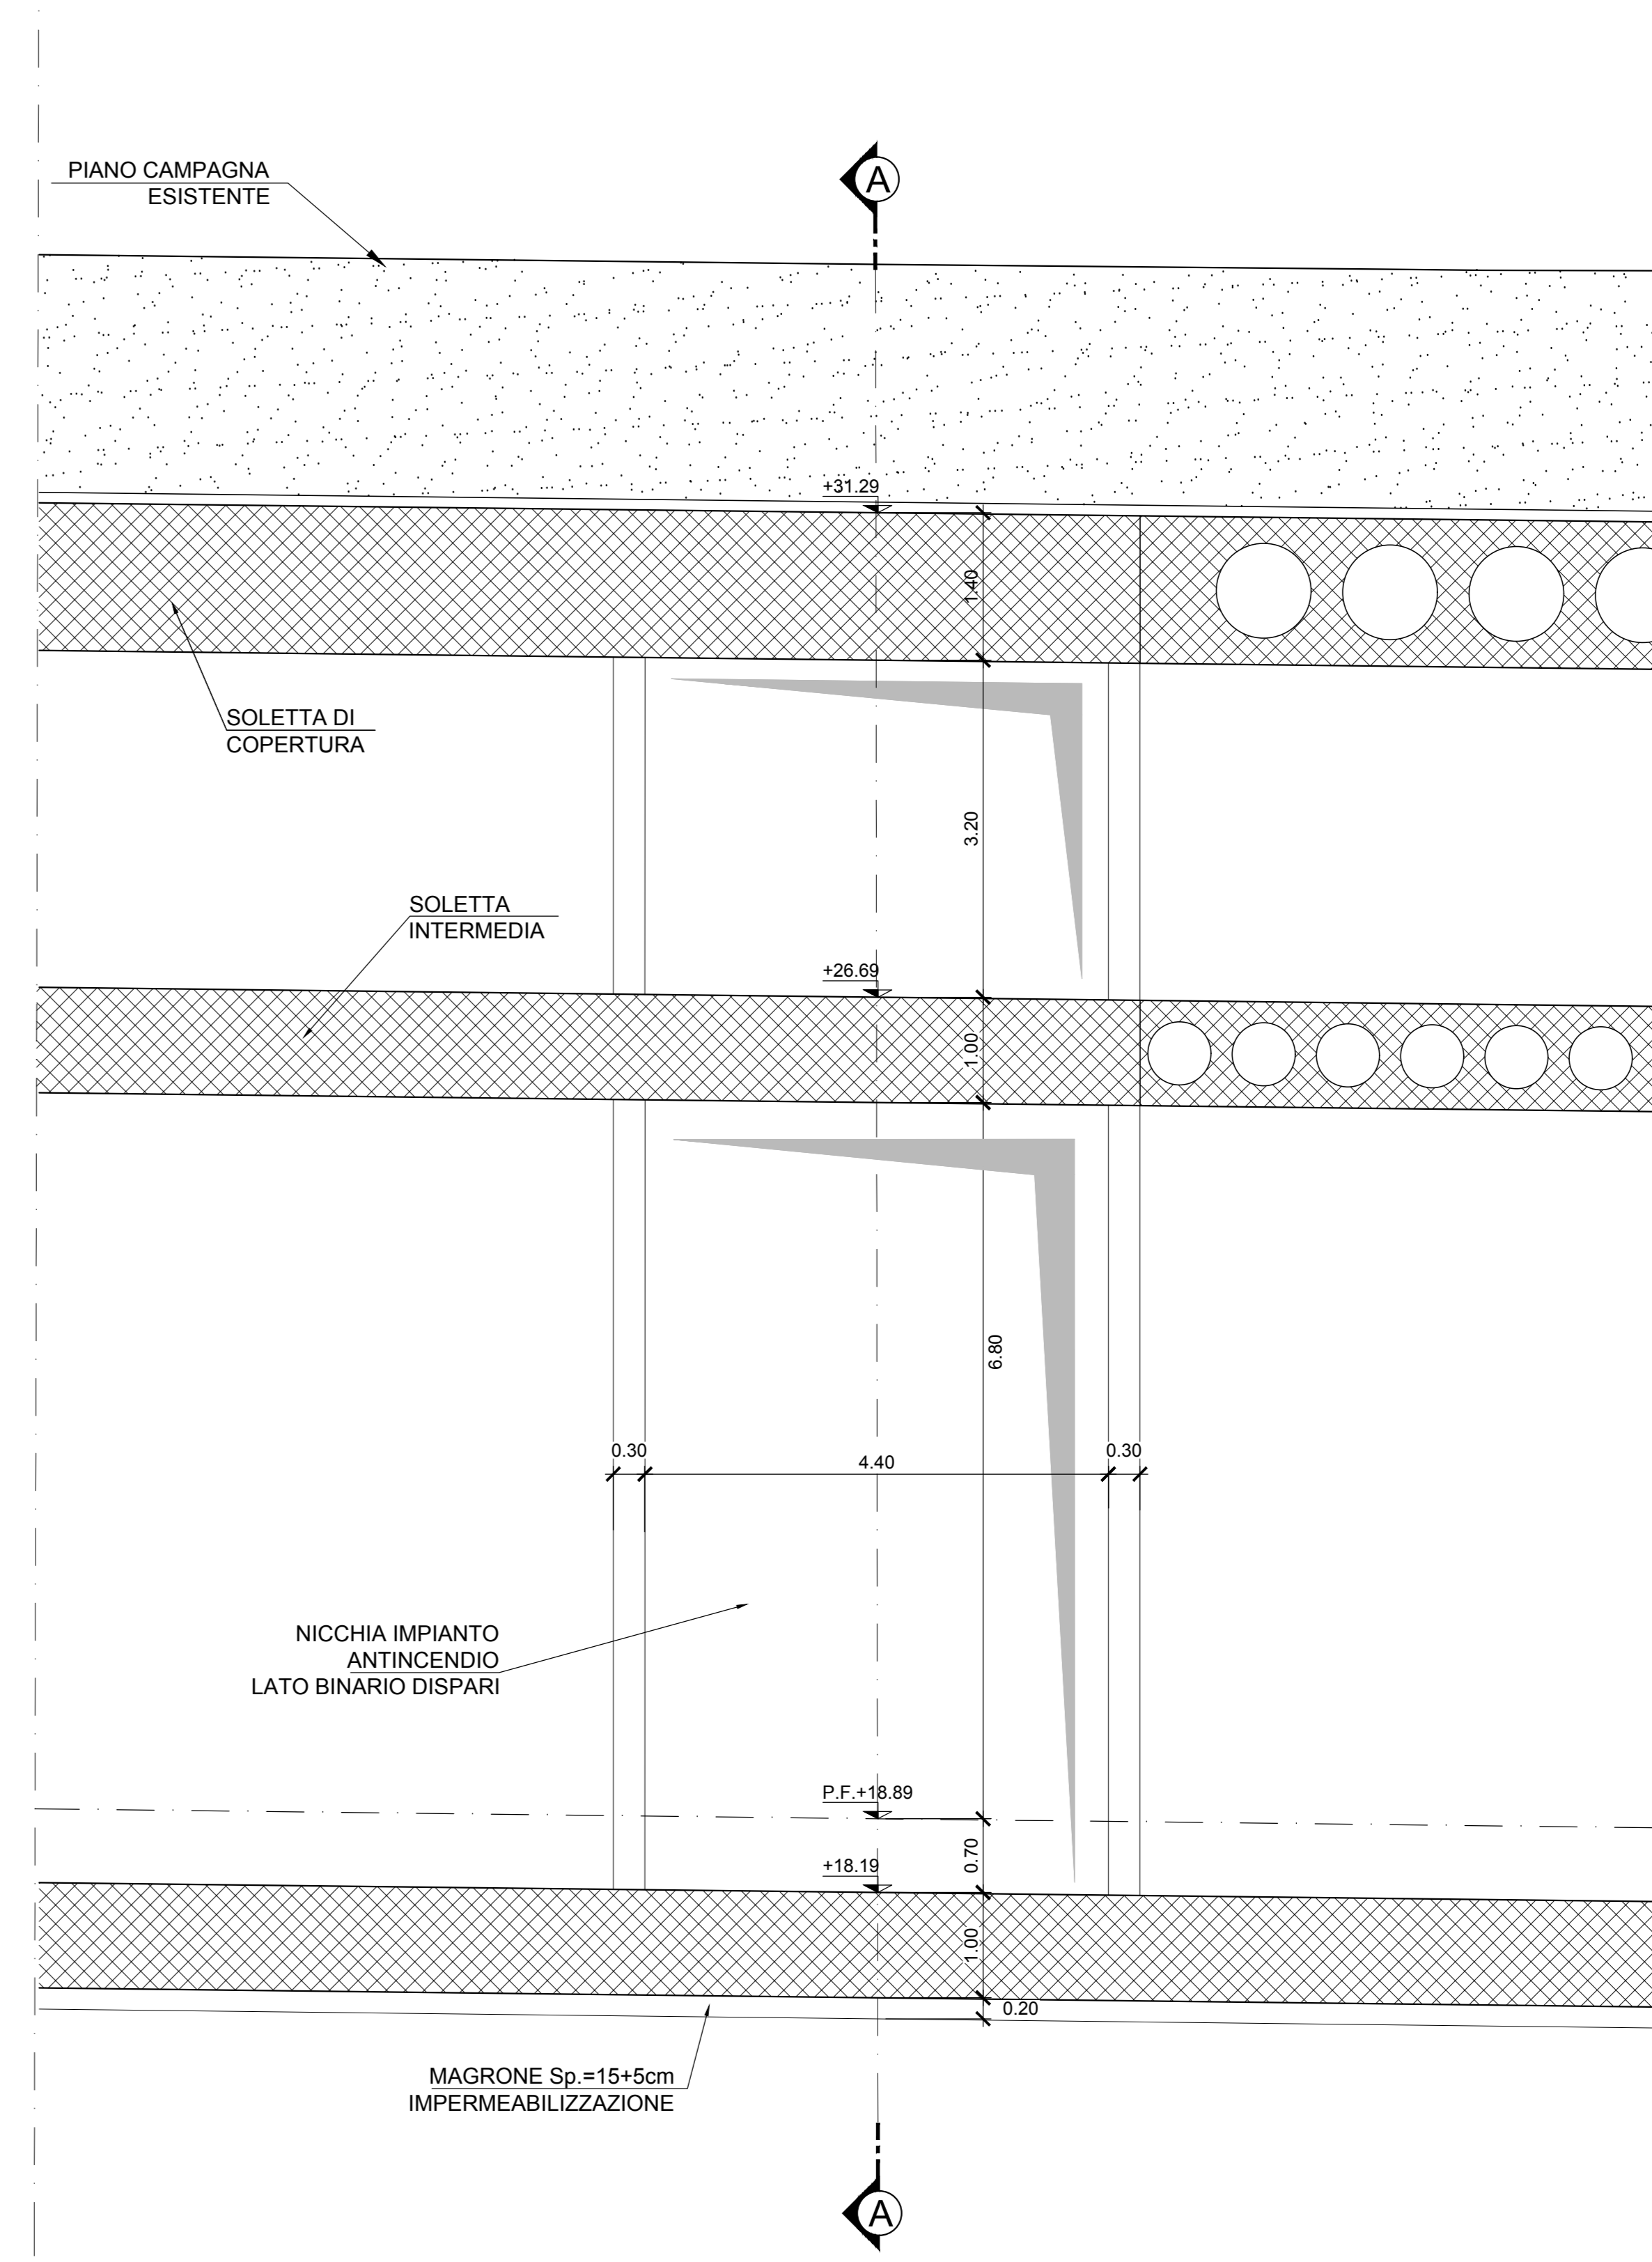 A
PIANO CAMPAGNA
ESISTENTE
+31.29
1.40
SOLETTA DI
COPERTURA
3.20
SOLETTA
INTERMEDIA
+26.69
1.00
6.80
0.30
4.40
0.30
NICCHIA IMPIANTO
ANTINCENDIO
LATO BINARIO DISPARI
P.F.+18.89
0.70
+18.19
1.00
0.20
MAGRONE Sp.=15+5cm
IMPERMEABILIZZAZIONE
A